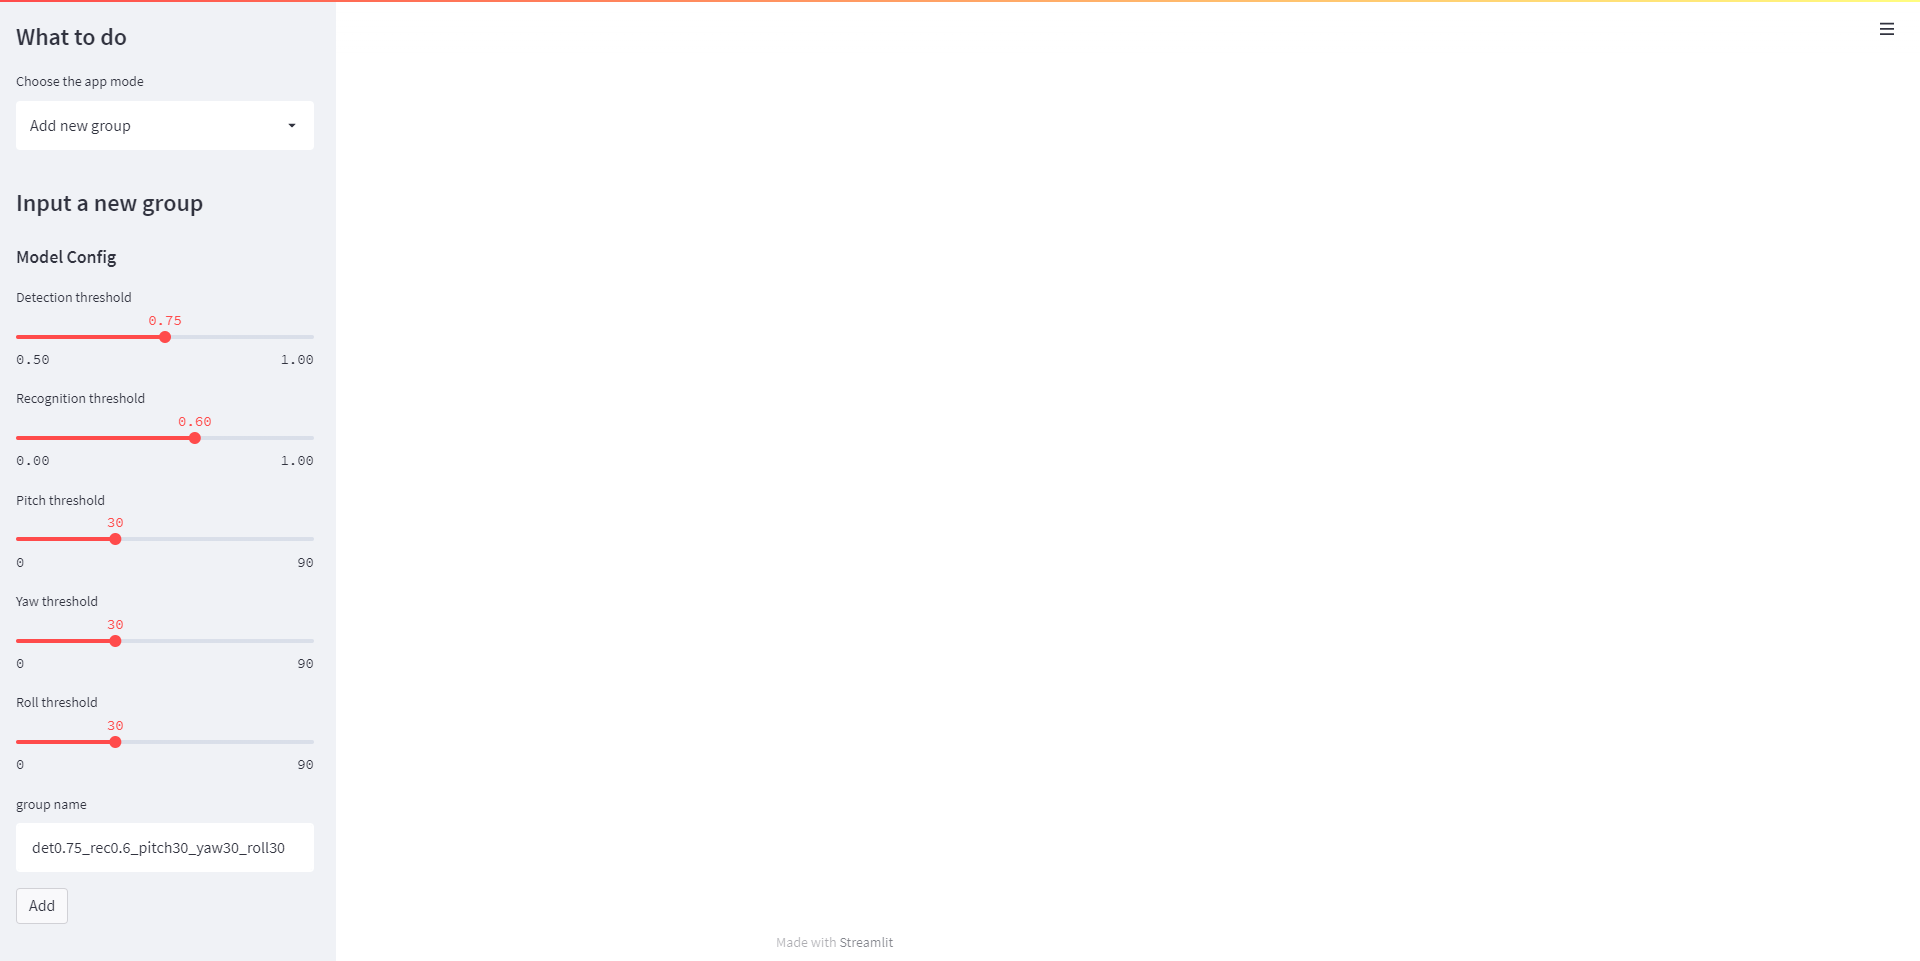 What to do
Choose the app mode
Add new group
Input a new group
Model Config
Detection threshold
0.75
0.50 1.00
Recognition threshold
0.60
0.00 1.00
Pitch threshold
30
0 90
Yaw threshold
30
0 90
Roll threshold
30
0 90
group name
det0.75_rec0.6_pitch30_yaw30_roll30
Add
Made with Streamlit